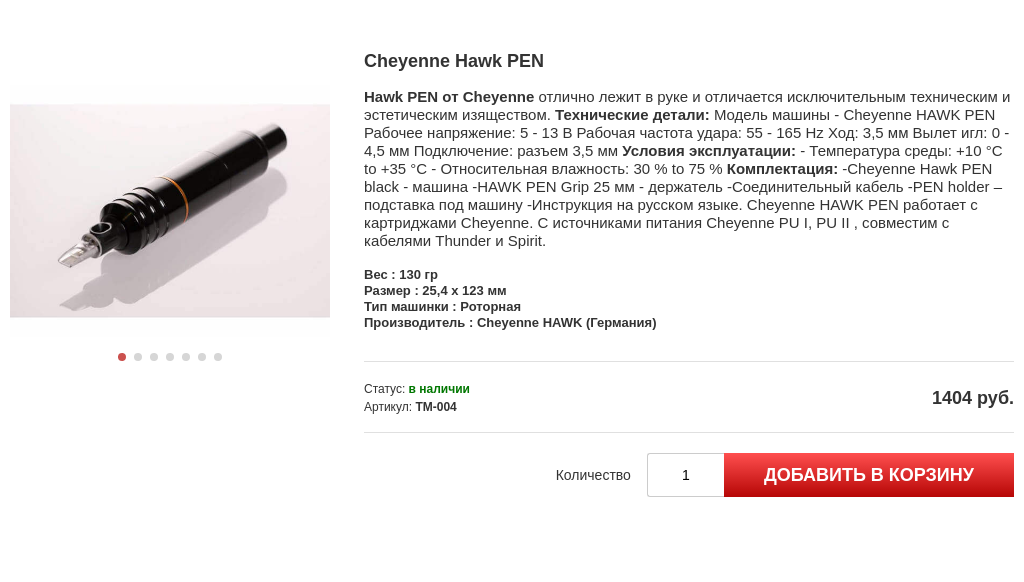 Cheyenne Hawk PEN
Hawk PEN от Cheyenne отлично лежит в руке и отличается исключительным техническим и
эстетическим изяществом. Технические детали: Модель машины - Cheyenne HAWK PEN
Рабочее напряжение: 5 - 13 В Рабочая частота удара: 55 - 165 Hz Ход: 3,5 мм Вылет игл: 0 -
4,5 мм Подключение: разъем 3,5 мм Условия эксплуатации: - Температура среды: +10 °C
to +35 °C - Относительная влажность: 30 % to 75 % Комплектация: -Cheyenne Hawk PEN
black - машина -HAWK PEN Grip 25 мм - держатель -Соединительный кабель -PEN holder –
подставка под машину -Инструкция на русском языке. Cheyenne HAWK PEN работает с
картриджами Cheyenne. С источниками питания Cheyenne PU I, PU II , совместим с
кабелями Thunder и Spirit.
Вес : 130 гр
Размер : 25,4 x 123 мм
Тип машинки : Роторная
Производитель : Cheyenne HAWK (Германия)
Статус: в наличии
Артикул: TM-004
1404 руб.
Количество 1 ДОБАВИТЬ В КОРЗИНУ